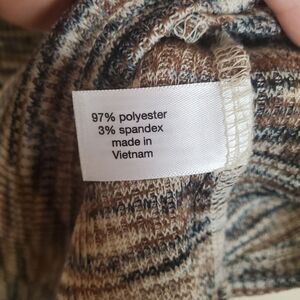 97% polyester
3% spandex
made in
Vietnam